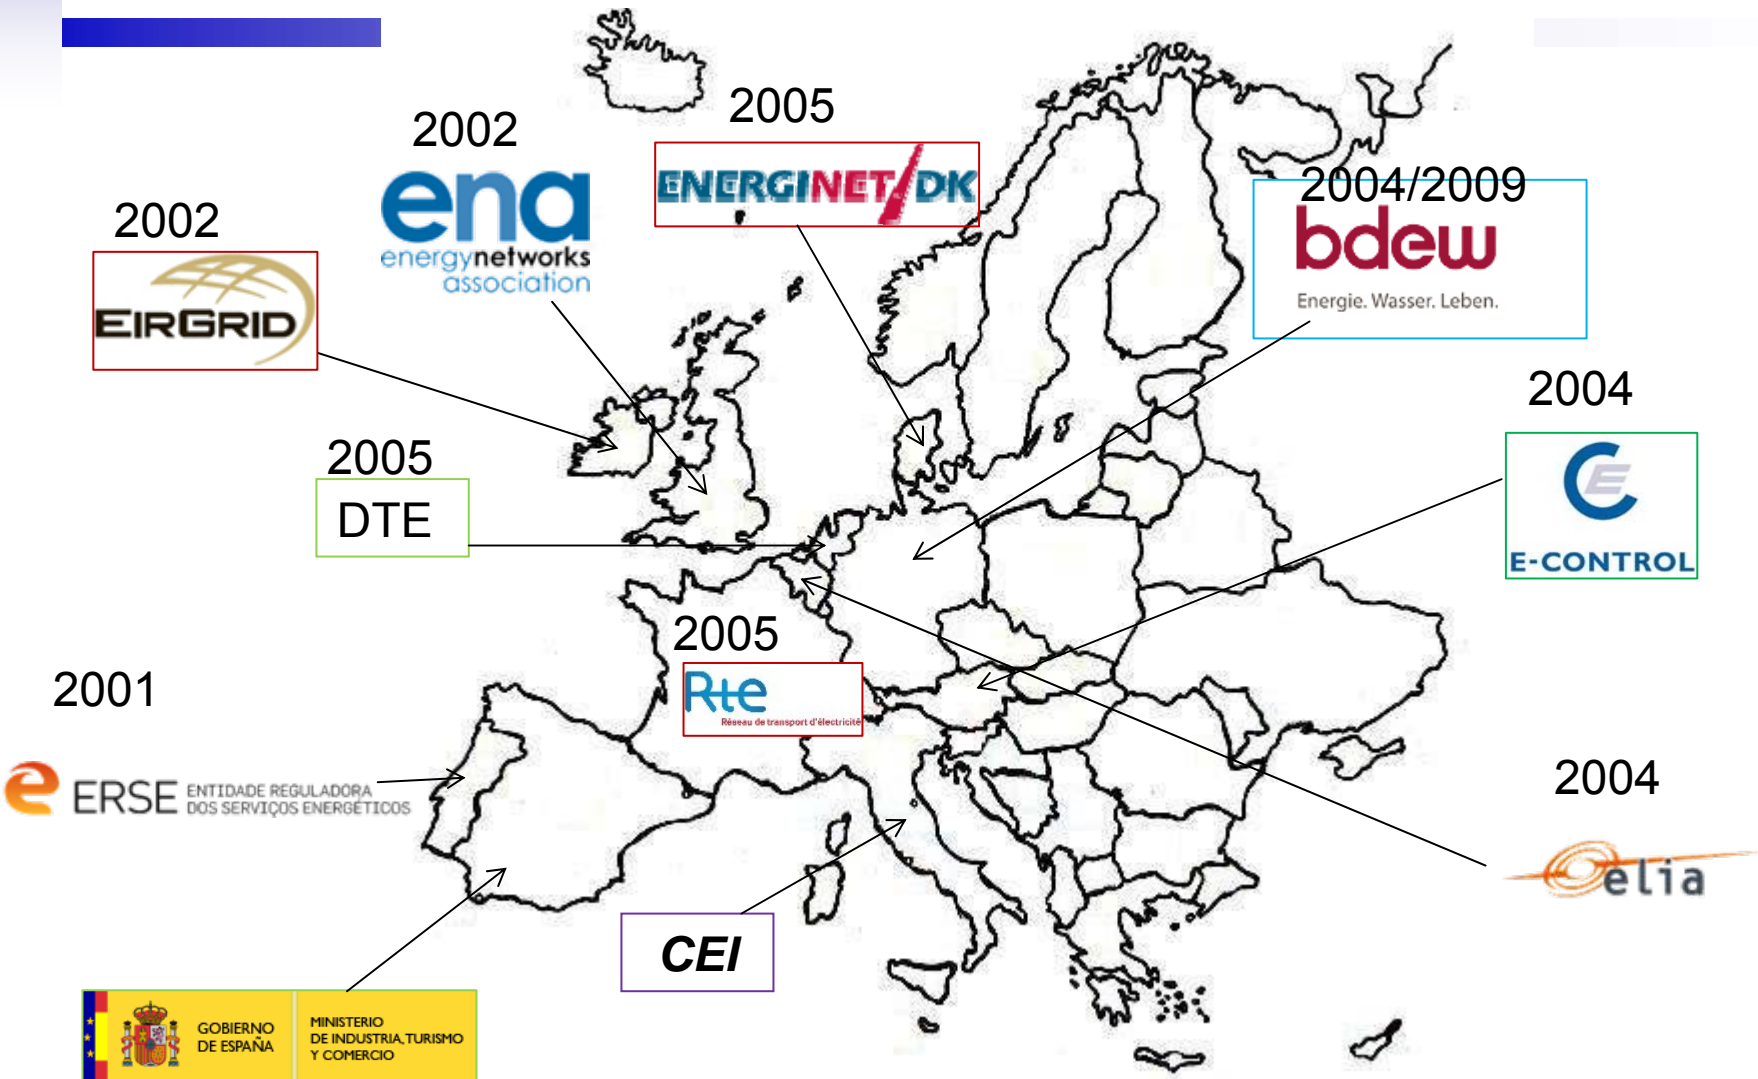 2005
2002
ENERGINET/DK
2004/2009
ena
energynetworks
association
bdew
Energie. Wasser. Leben.
2002
EIRGRID
2004
CE
E-CONTROL
2005
DTE
2005
Rte
Réseau de transport d'électricité
2001
e
ERSE ENTIDADE REGULADORA
DOS SERVIÇOS ENERGÉTICOS
2004
elia
CEI
GOBIERNO
DE ESPAÑA
MINISTERIO
DE INDUSTRIA, TURISMO
Y COMERCIO